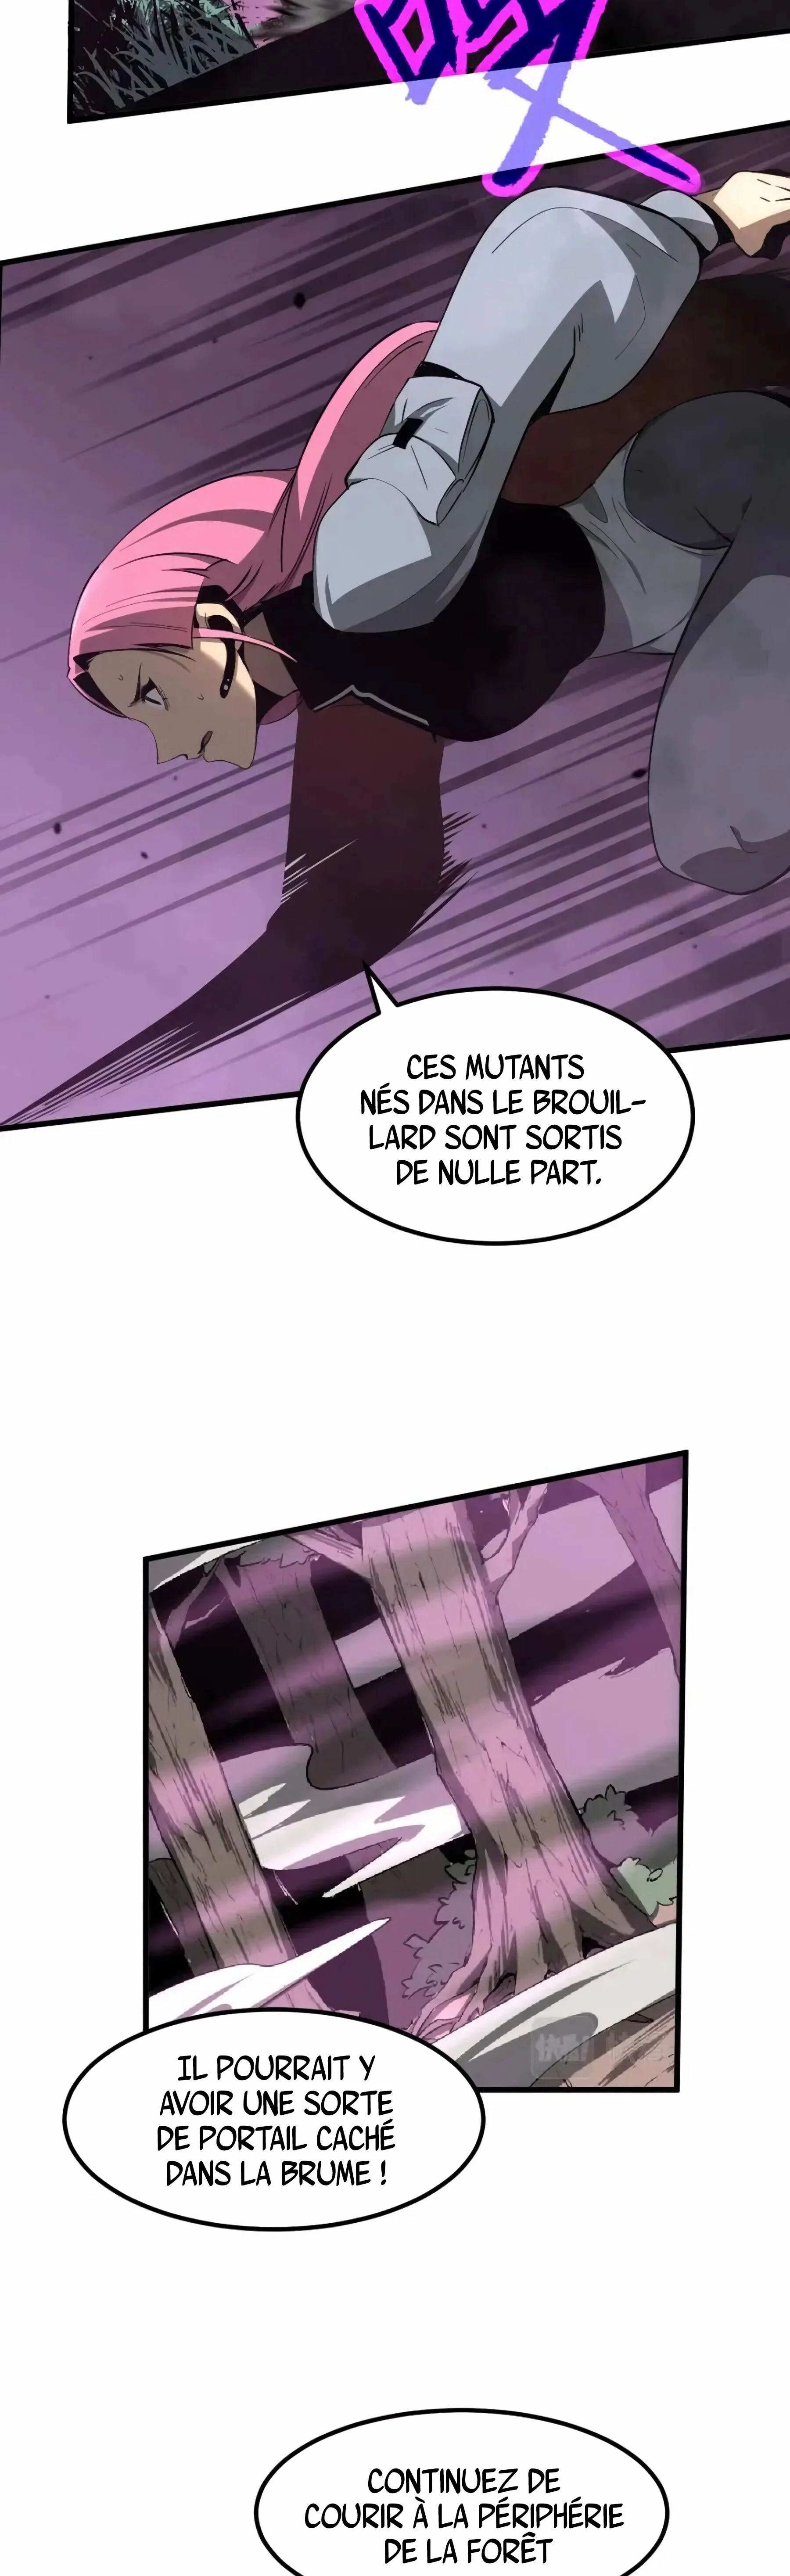 CES MUTANTS
NÉS DANS LE BROUIL-
LARD SONT SORTIS
DE NULLE PART.
IL POURRAIT Y
AVOIR UNE SORTE
DE PORTAIL CACHÉ
DANS LA BRUME !
CONTINUEZ DE
COURIR À LA PÉRIPHÉRIE
DE LA FORÊT